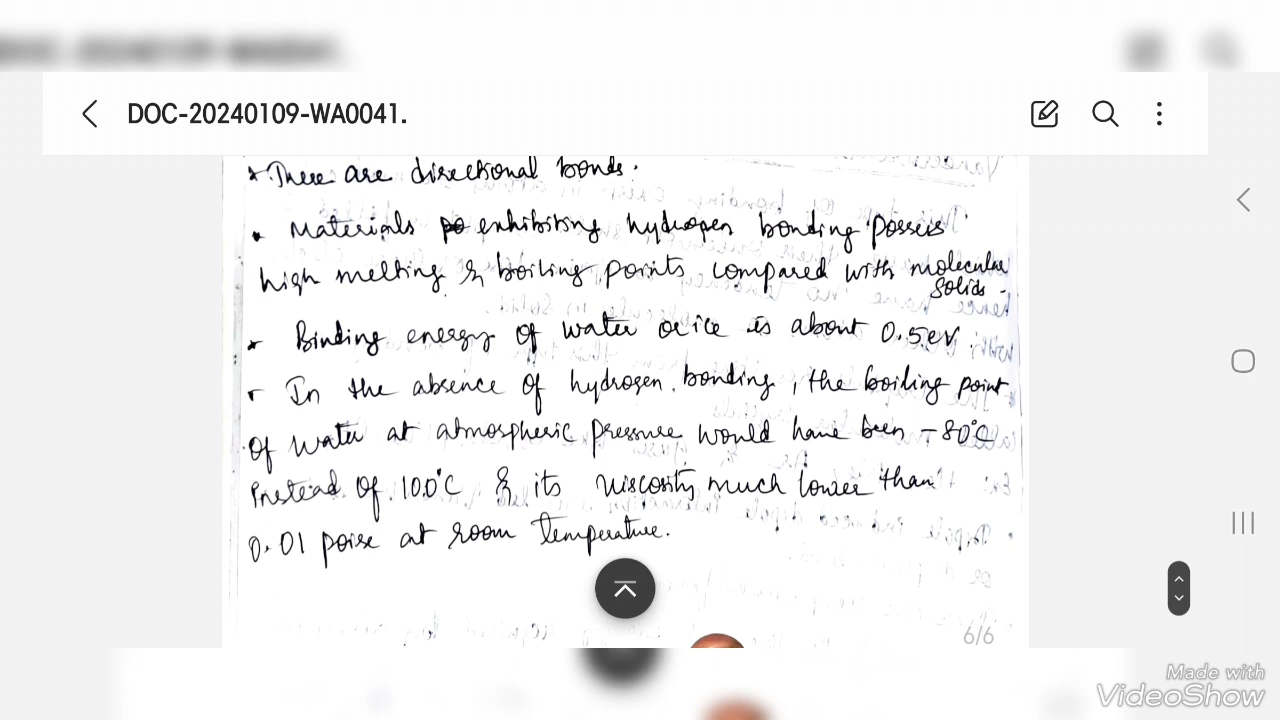 DOC-20240109-WA0041.
* There are directional bonds.
* Materials exhibiting hydrogen bonding possess
high melting & boiling points compared with molecular
solids.
* Binding energy of water or ice is about 0.5ev
* In the absence of hydrogen bonding, the boiling point
of water at atmospheric pressure would have been -80°C
instead of 100°C & its viscosity much lower than
0.01 poise at room temperature.
6/6
Made with
VideoShow